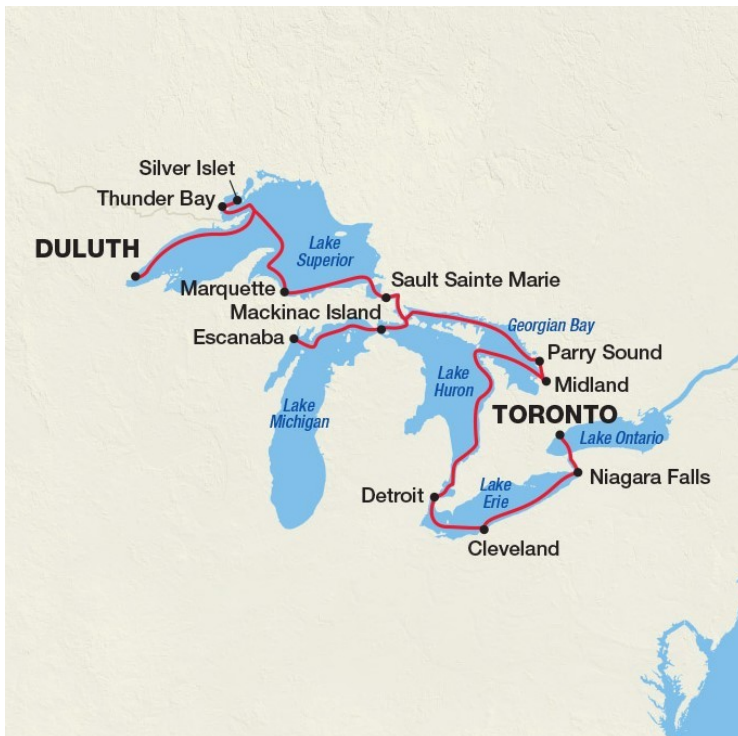 Silver Islet
Thunder Bay
DULUTH
Lake
Superior
Marquette
Sault Sainte Marie
Mackinac Island
Escanaba
Georgian Bay
Parry Sound
Lake
Huron
Midland
Lake
Michigan
TORONTO
Lake Ontario
Niagara Falls
Lake
Erie
Detroit
Cleveland